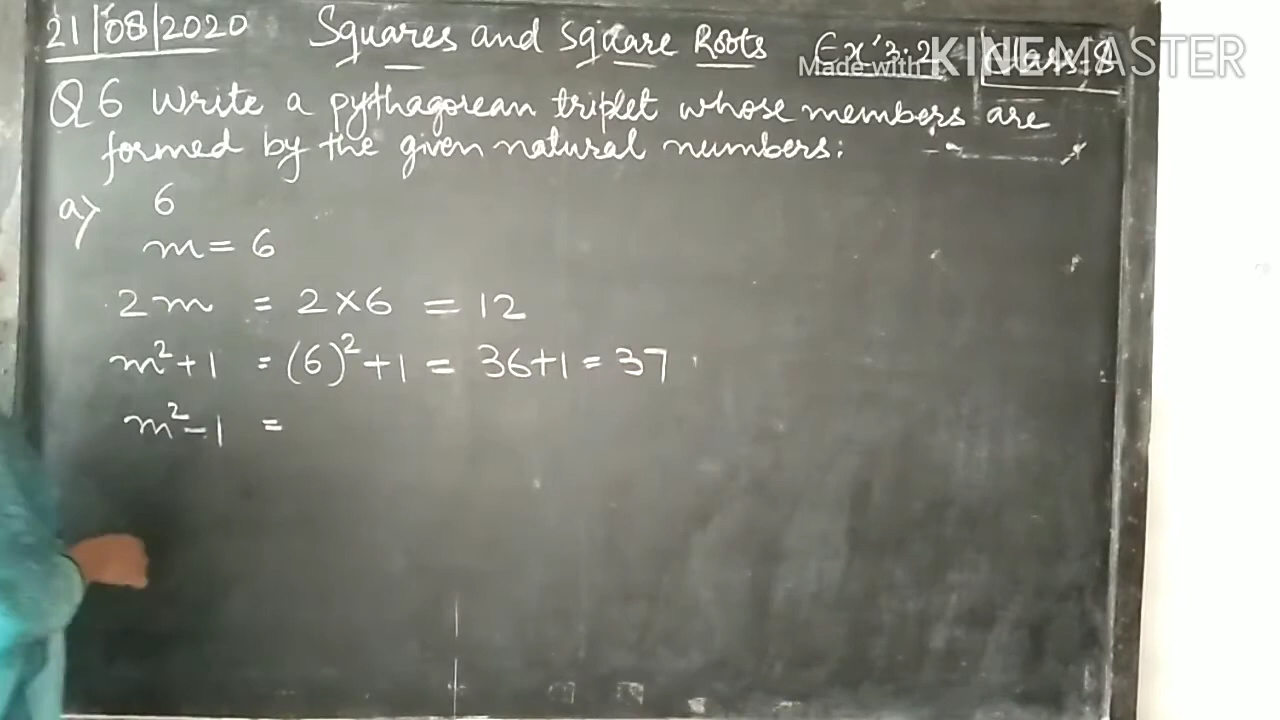 21/08/2020 Squares and Square Roots Ex 3.2 Class-8
Made with KINEMASTER
Q6 Write a pythagorean triplet whose members are
formed by the given natural numbers:
a) 6
m = 6
2m = 2×6 = 12
m²+1 = (6)²+1 = 36+1 = 37
m²-1 =